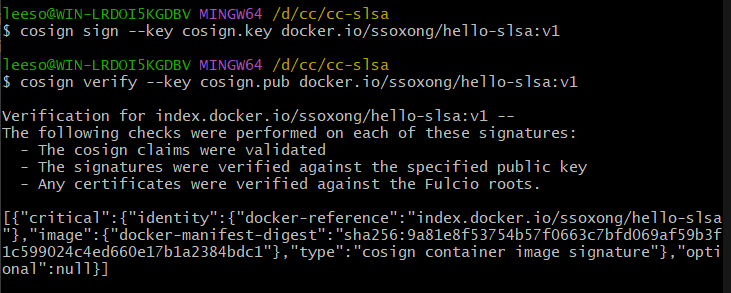 leeso@WIN-LRDOI5KGDBV MINGW64 /d/cc/cc-slsa
$ cosign sign --key cosign.key docker.io/ssoxong/hello-slsa:v1
leeso@WIN-LRDOI5KGDBV MINGW64 /d/cc/cc-slsa
$ cosign verify --key cosign.pub docker.io/ssoxong/hello-slsa:v1
Verification for index.docker.io/ssoxong/hello-slsa:v1 --
The following checks were performed on each of these signatures:
  - The cosign claims were validated
  - The signatures were verified against the specified public key
  - Any certificates were verified against the Fulcio roots.
[{"critical":{"identity":{"docker-reference":"index.docker.io/ssoxong/hello-slsa
"},"image":{"docker-manifest-digest":"sha256:9a81e8f53754b57f0663c7bfd069af59b3f
1c599024c4ed660e17b1a2384bdc1"},"type":"cosign container image signature"},"opti
onal":null}]